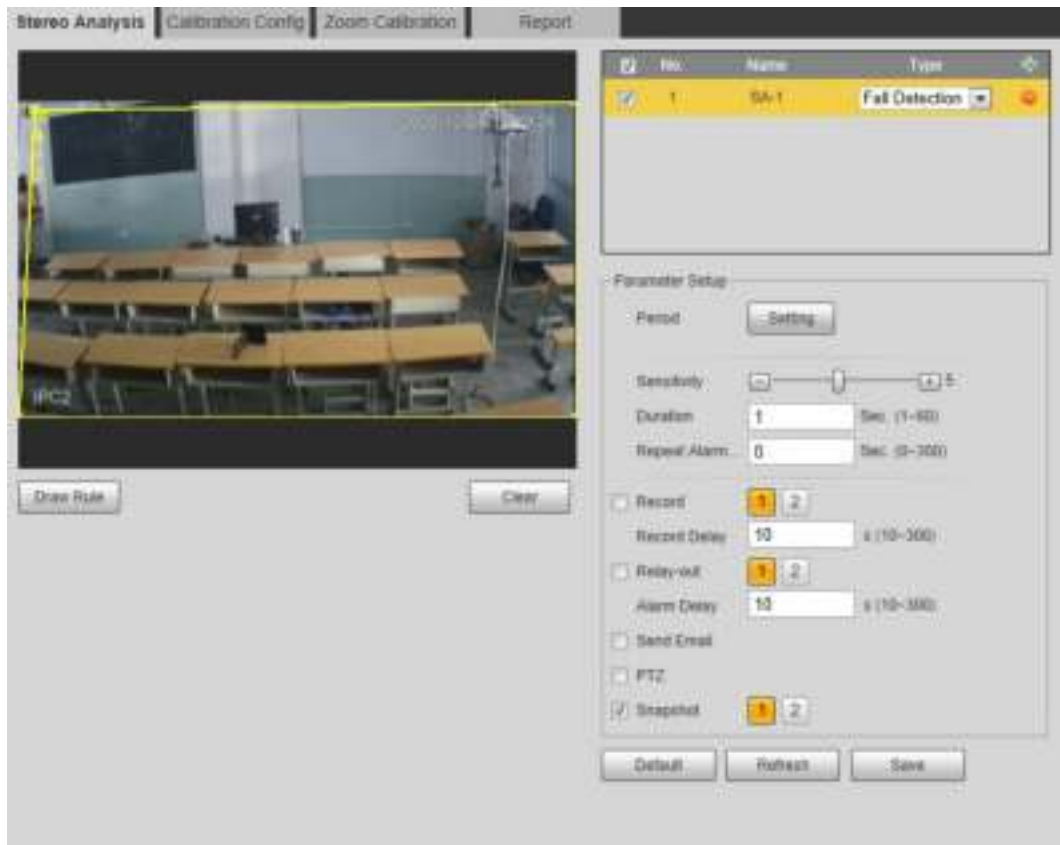 Stereo Analysis Calibration Config Zoom Calibration Report
No. Name Type
1 SA-1 Fall Detection
IPC2
Draw Rule Clear
Parameter Setup
Period Setting
Sensitivity 5
Duration 1 Sec. (1~60)
Repeat Alarm 0 Sec. (0~300)
Record 1 2
Record Delay 10 s (10~300)
Relay-out 1 2
Alarm Delay 10 s (10~300)
Send Email
PTZ
Snapshot 1 2
Default Refresh Save